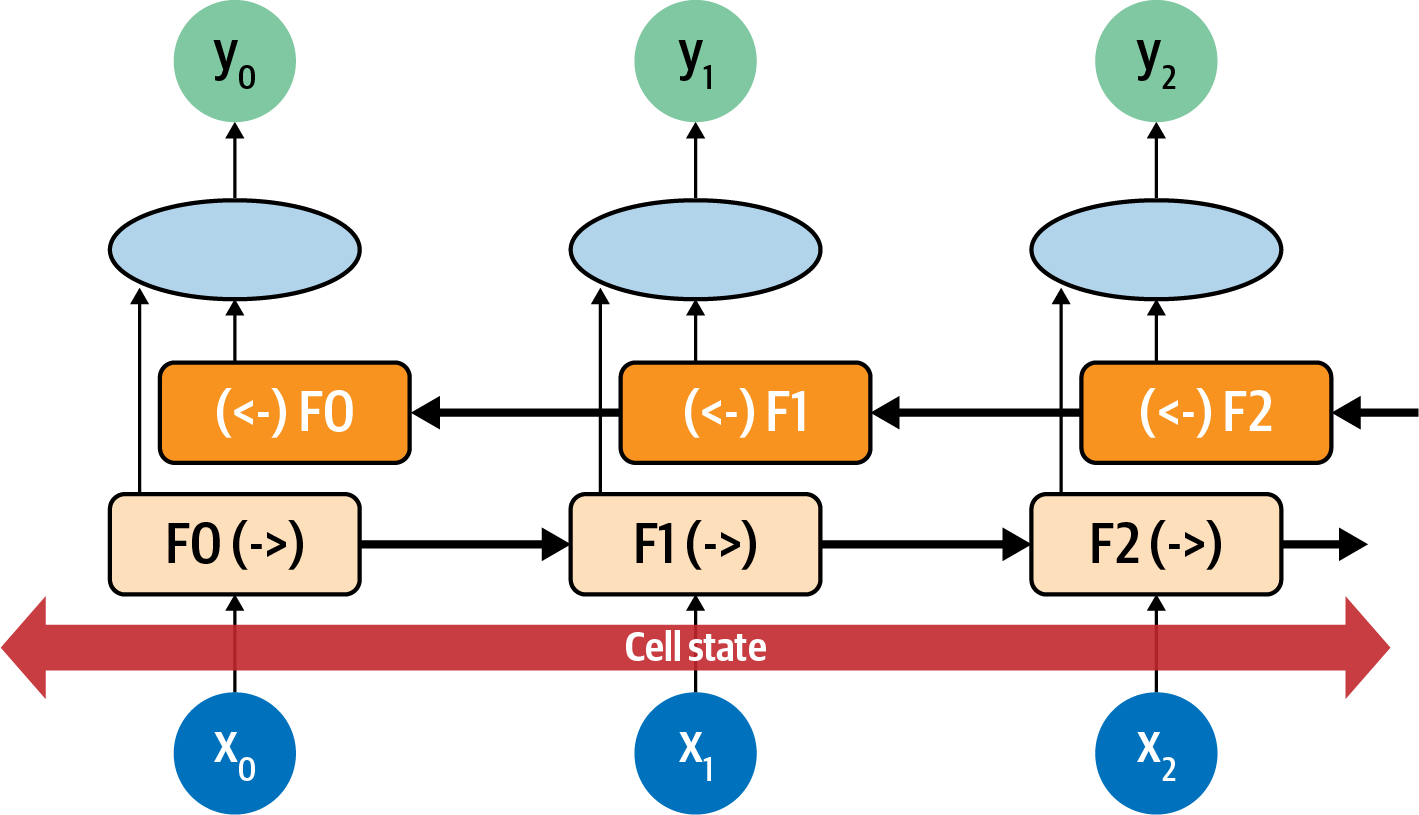 y0 y1 y2
(<-) F0 (<-) F1 (<-) F2
F0 (->) F1 (->) F2 (->)
Cell state
x0 x1 x2